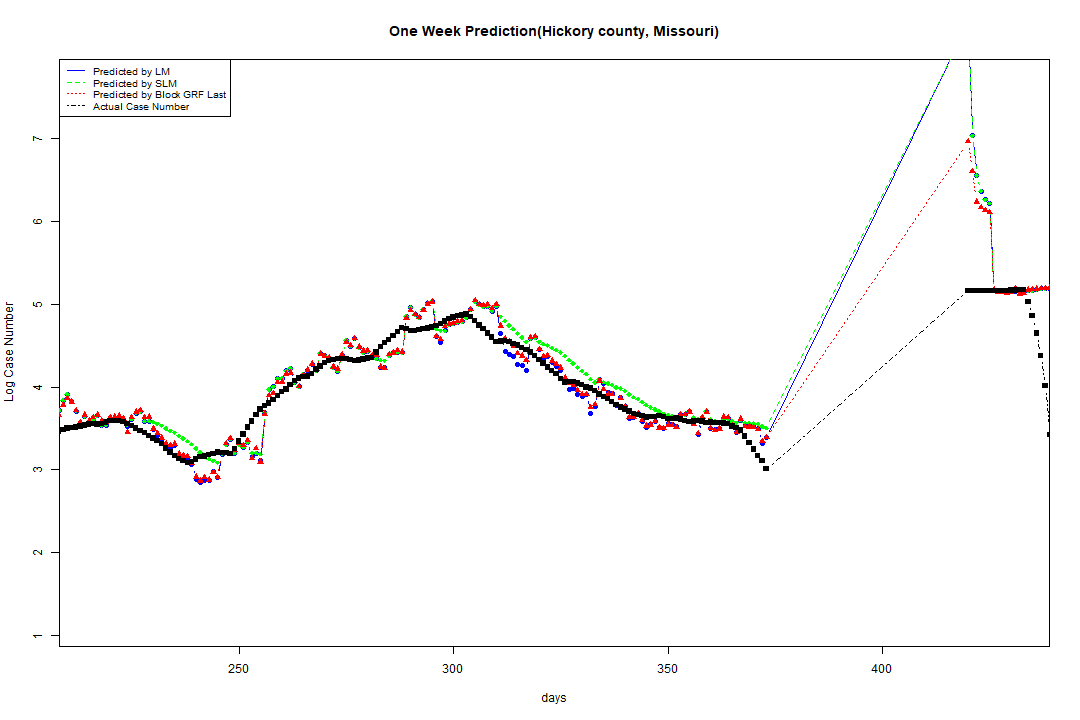 One Week Prediction(Hickory county, Missouri)
Predicted by LM
Predicted by SLM
Predicted by Block GRF Last
Actual Case Number
Log Case Number
7
6
5
4
3
2
1
250
300
350
400
days